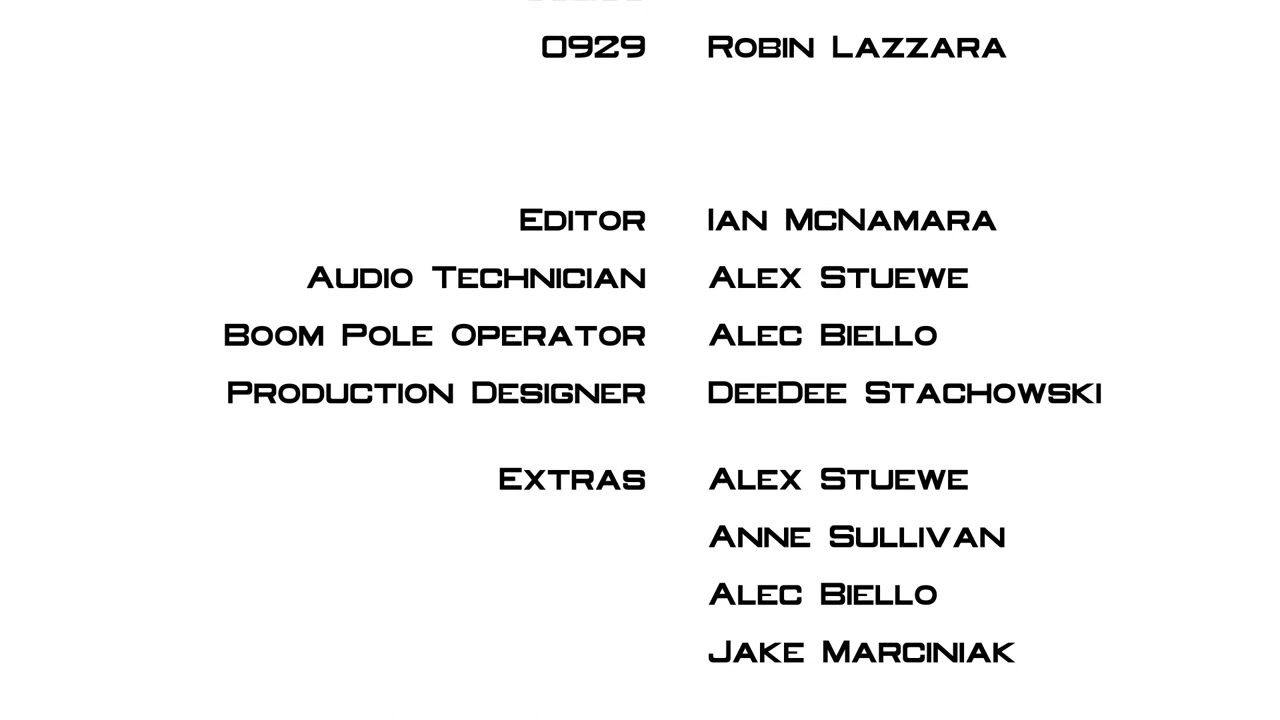 0929 Robin Lazzara
Editor Ian McNamara
Audio Technician Alex Stuewe
Boom Pole Operator Alec Biello
Production Designer DeeDee Stachowski
Extras Alex Stuewe
Anne Sullivan
Alec Biello
Jake Marciniak